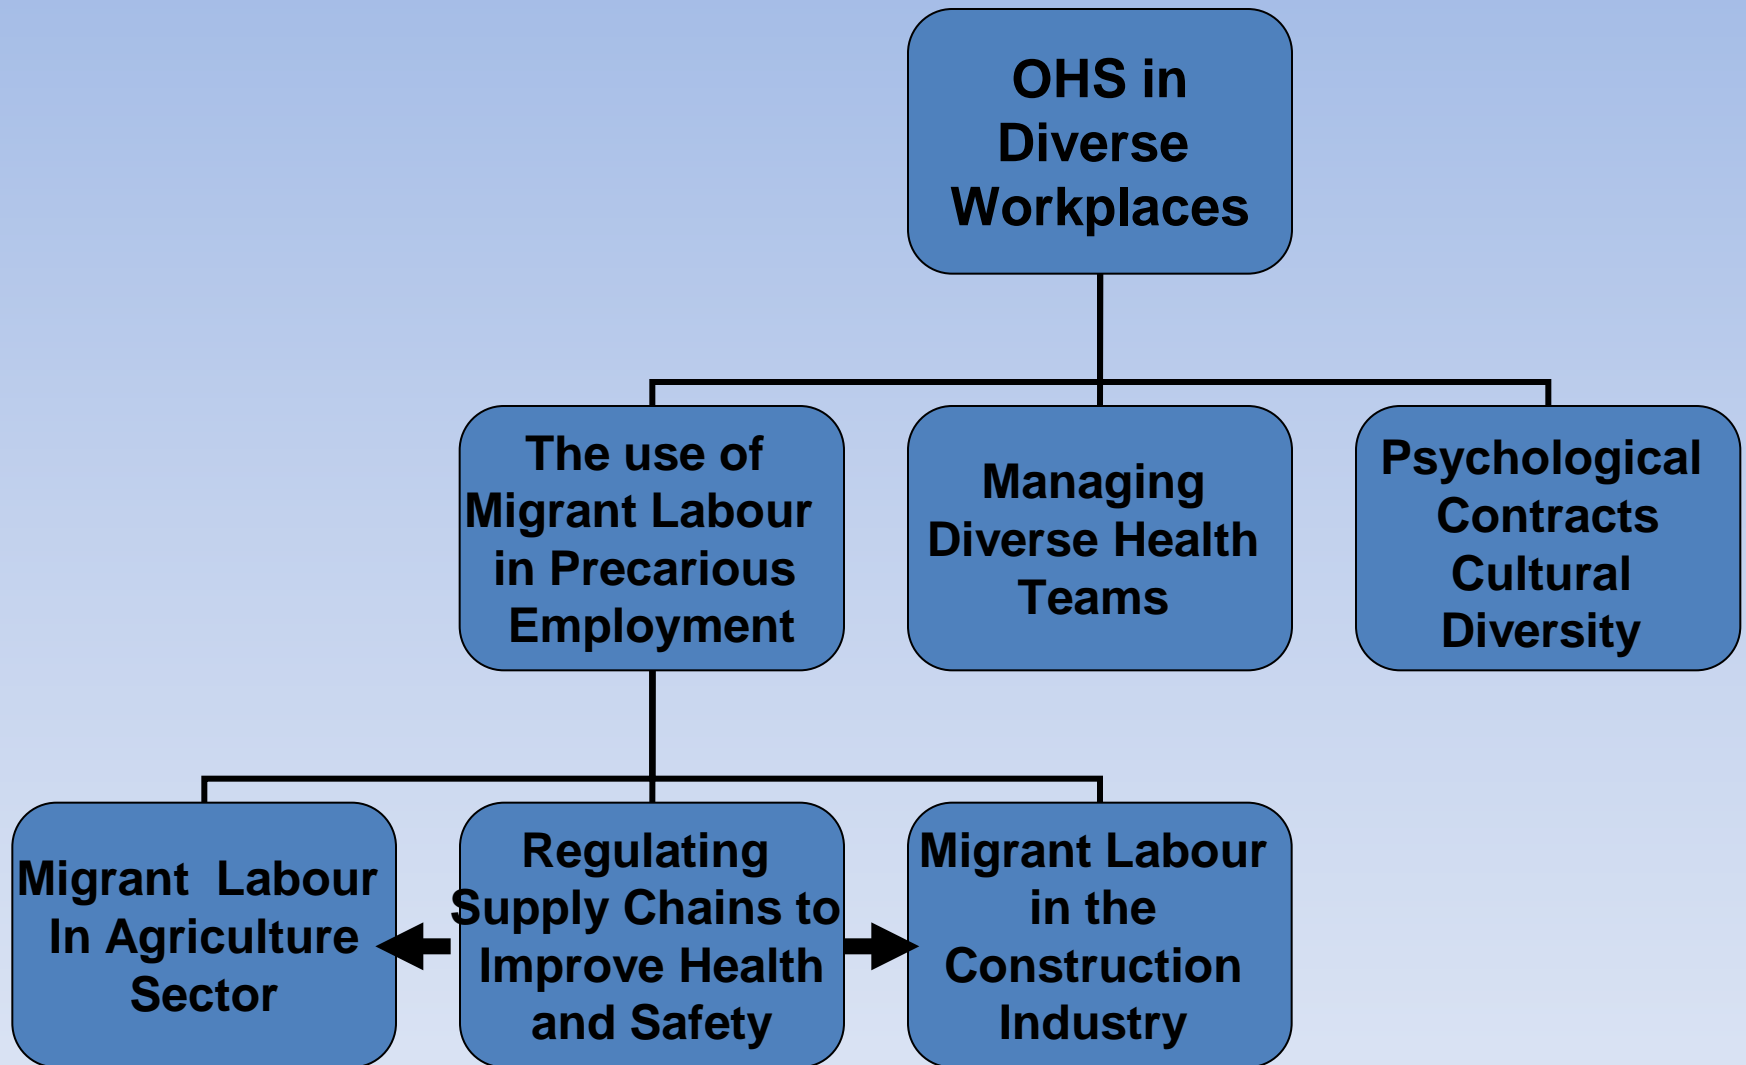 OHS in
Diverse
Workplaces
The use of
Migrant Labour
in Precarious
Employment
Managing
Diverse Health
Teams
Psychological
Contracts
Cultural
Diversity
Migrant Labour
In Agriculture
Sector
Regulating
Supply Chains to
Improve Health
and Safety
Migrant Labour
in the
Construction
Industry